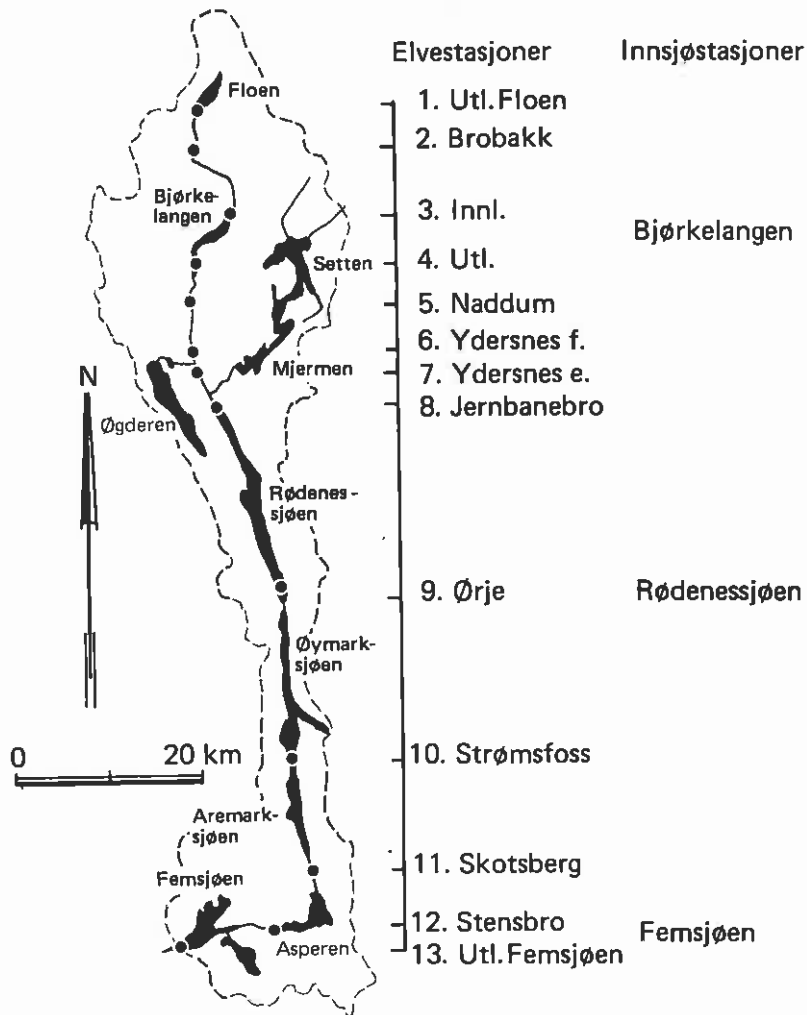 Elvestasjoner
Innsjøstasjoner
Floen
Bjørke-
langen
Setten
Mjermen
N
Øgderen
Rødenes-
sjøen
Øymark-
sjøen
0 20 km
Aremark-
sjøen
Femsjøen
Asperen
1. Utl.Floen
2. Brobakk
3. Innl.
4. Utl.
5. Naddum
6. Ydersnes f.
7. Ydersnes e.
8. Jernbanebro
9. Ørje
10. Strømsfoss
11. Skotsberg
12. Stensbro
13. Utl.Femsjøen
Bjørkelangen
Rødenessjøen
Femsjøen